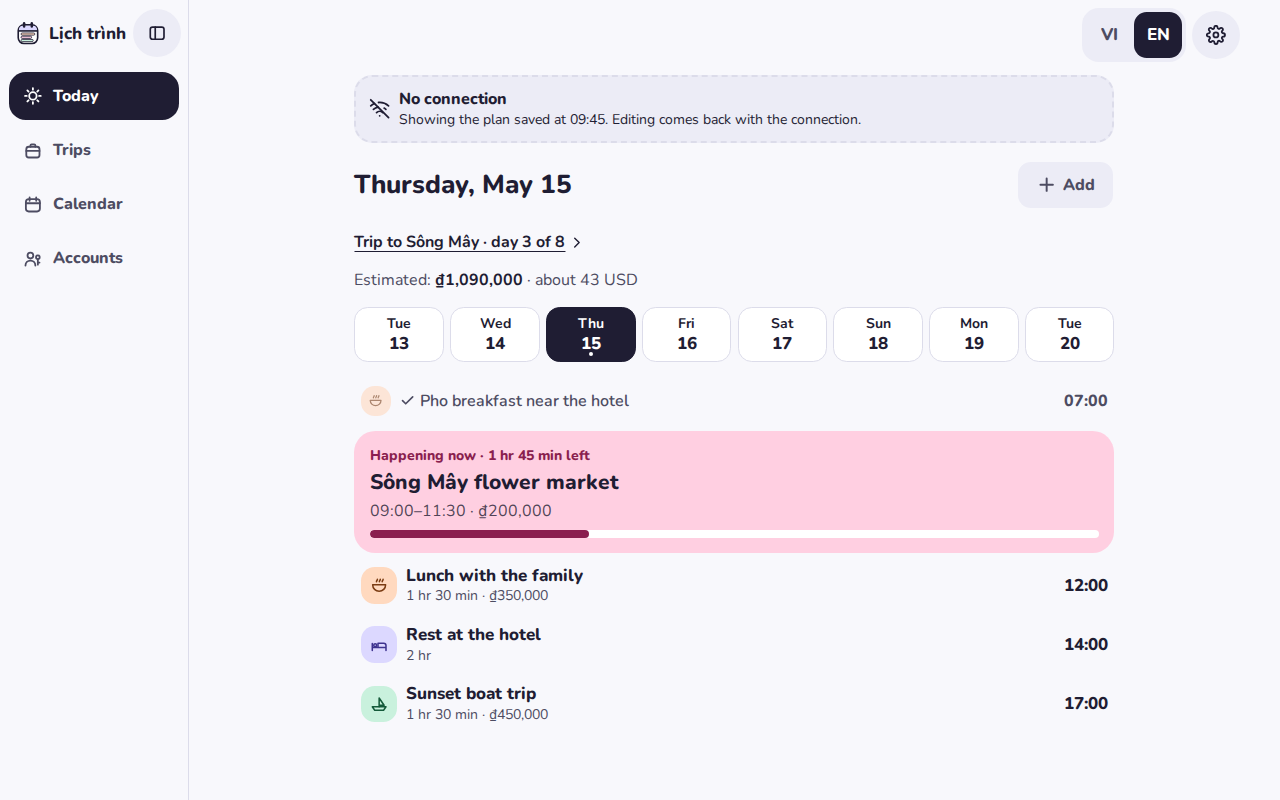 Lịch trình
VI
EN
Today
Trips
Calendar
Accounts
No connection
Showing the plan saved at 09:45. Editing comes back with the connection.
Thursday, May 15
Add
Trip to Sông Mây · day 3 of 8
Estimated: ₫1,090,000 · about 43 USD
Tue
13
Wed
14
Thu
15
Fri
16
Sat
17
Sun
18
Mon
19
Tue
20
Pho breakfast near the hotel
07:00
Happening now · 1 hr 45 min left
Sông Mây flower market
09:00–11:30 · ₫200,000
Lunch with the family
1 hr 30 min · ₫350,000
12:00
Rest at the hotel
2 hr
14:00
Sunset boat trip
1 hr 30 min · ₫450,000
17:00